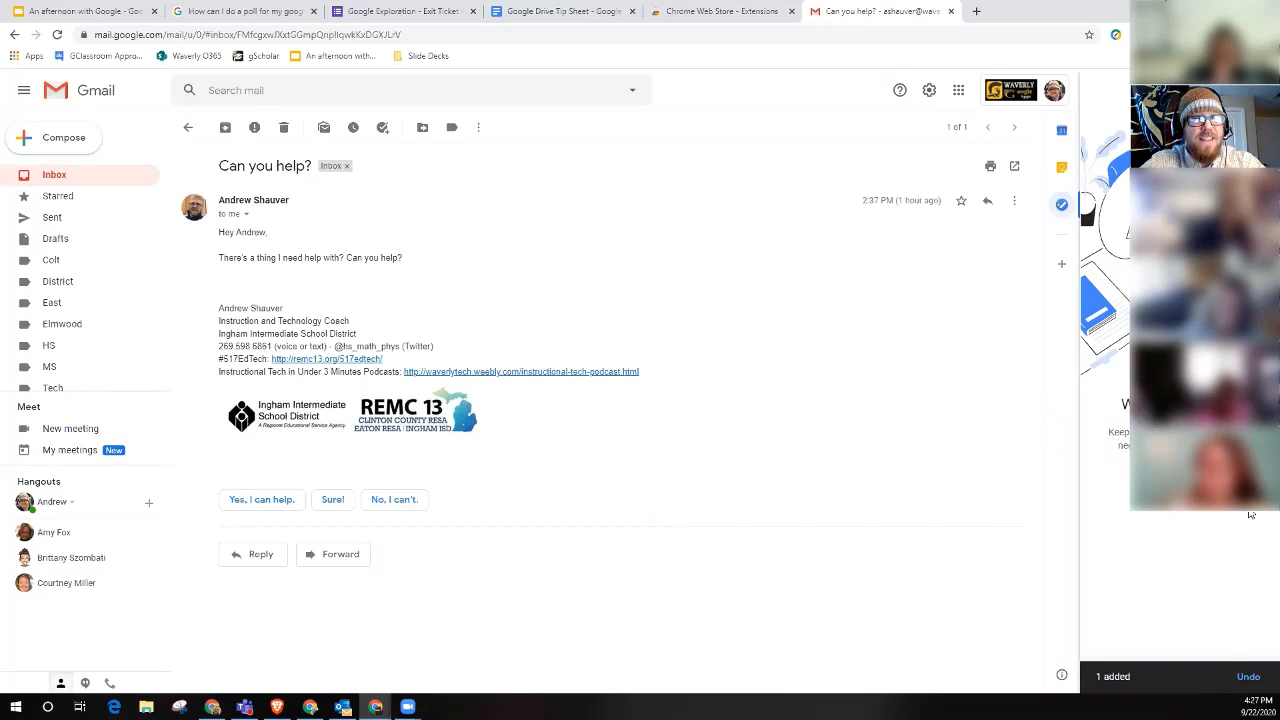 An afternoon with Google - Goo
How can I do a poll for my goog
Google Exploration - Exit Ticket
Google Drive Tip Sheet - Google
Chrome Web Store - Extensions
Can you help? - ashauver@wave
mail.google.com/mail/u/0/#inbox/FMfcgxwJXxtGGmpQnpIlqwkKxDGXJLrV
Apps
GClassroom Appro...
Waverly O365
gScholar
An afternoon with...
Slide Decks
Gmail
Search mail
WAVERLY
Google
Compose
1 of 1
Inbox
Starred
Sent
Drafts
Colt
District
East
Elmwood
HS
MS
Tech
Meet
New meeting
My meetings New
Hangouts
Andrew
Amy Fox
Brittany Szombati
Courtney Miller
Can you help? Inbox x
Andrew Shauver
2:37 PM (1 hour ago)
to me
Hey Andrew,
There's a thing I need help with? Can you help?
Andrew Shauver
Instruction and Technology Coach
Ingham Intermediate School District
269.598.6861 (voice or text) - @hs_math_phys (Twitter)
#517EdTech: http://remc13.org/517edtech/
Instructional Tech in Under 3 Minutes Podcasts: http://waverlytech.weebly.com/instructional-tech-podcast.html
Ingham Intermediate
School District
A Regional Educational Service Agency
REMC 13
CLINTON COUNTY RESA
EATON RESA | INGHAM ISD
Yes, I can help.
Sure!
No, I can't.
Reply
Forward
31
W
Keep
nee
1 added
Undo
4:27 PM
9/22/2020